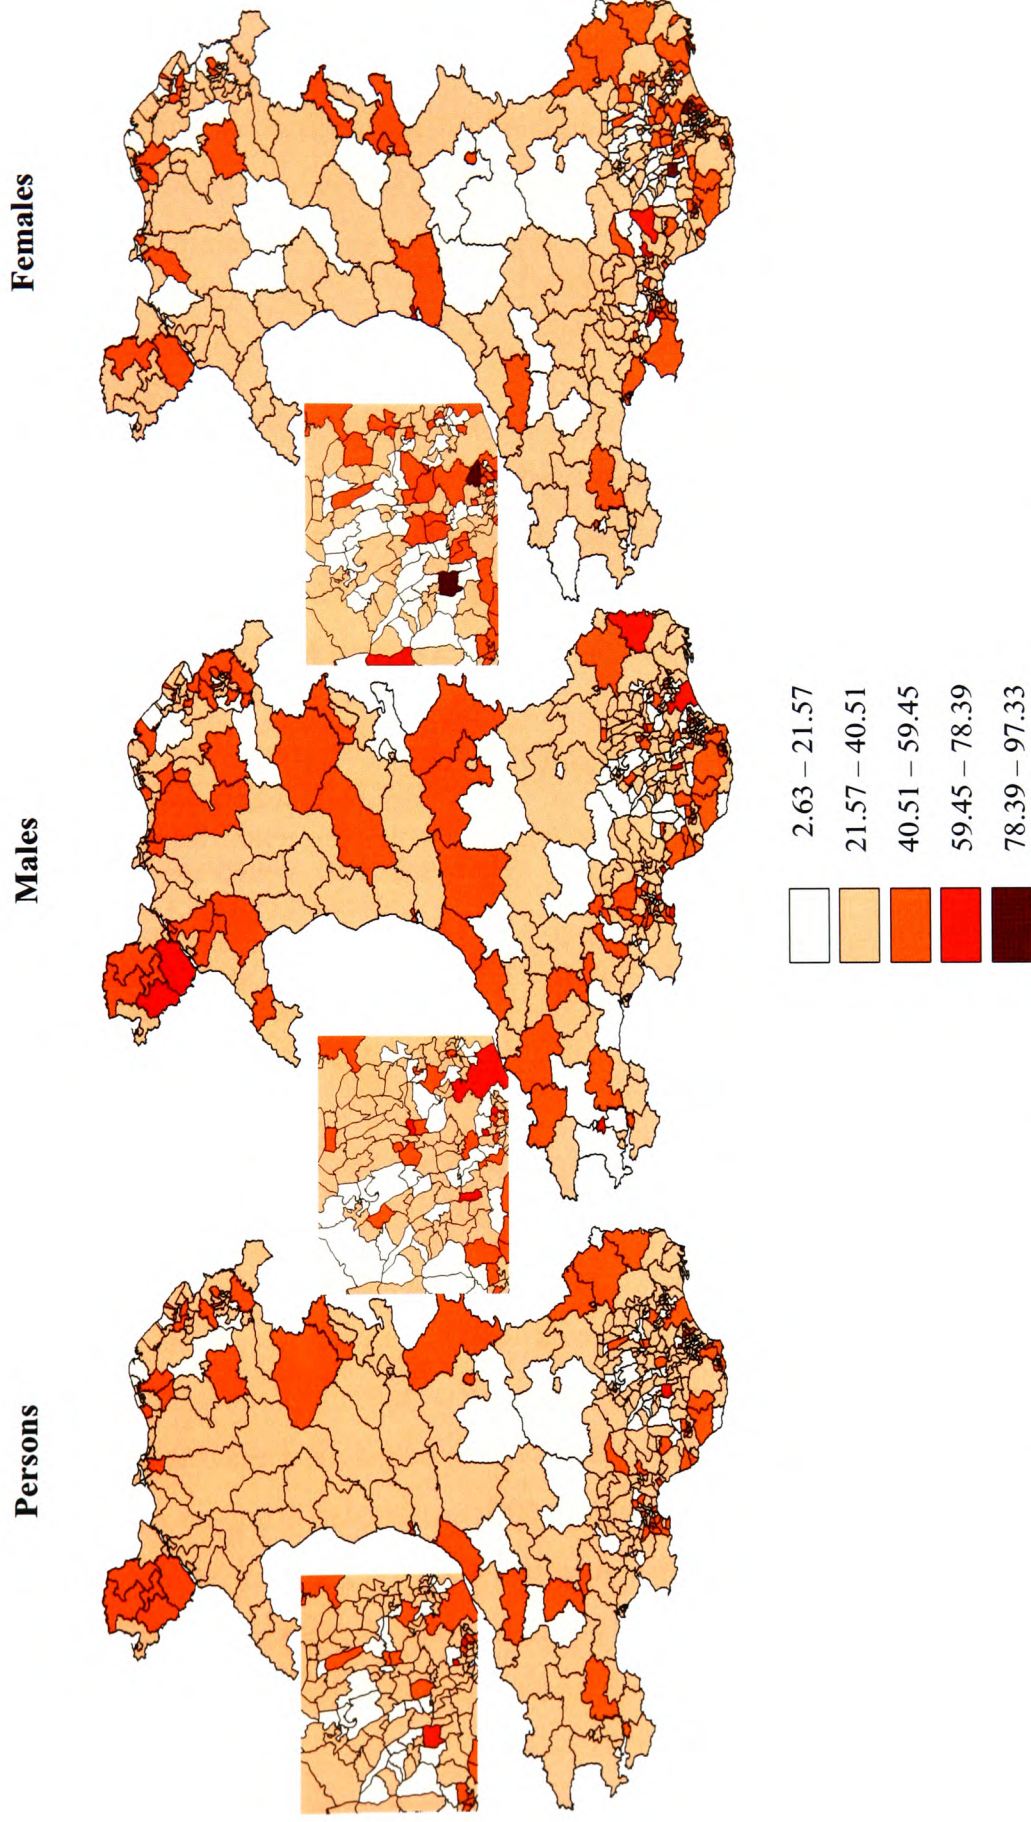 Persons
Males
Females
2.63 – 21.57
21.57 – 40.51
40.51 – 59.45
59.45 – 78.39
78.39 – 97.33